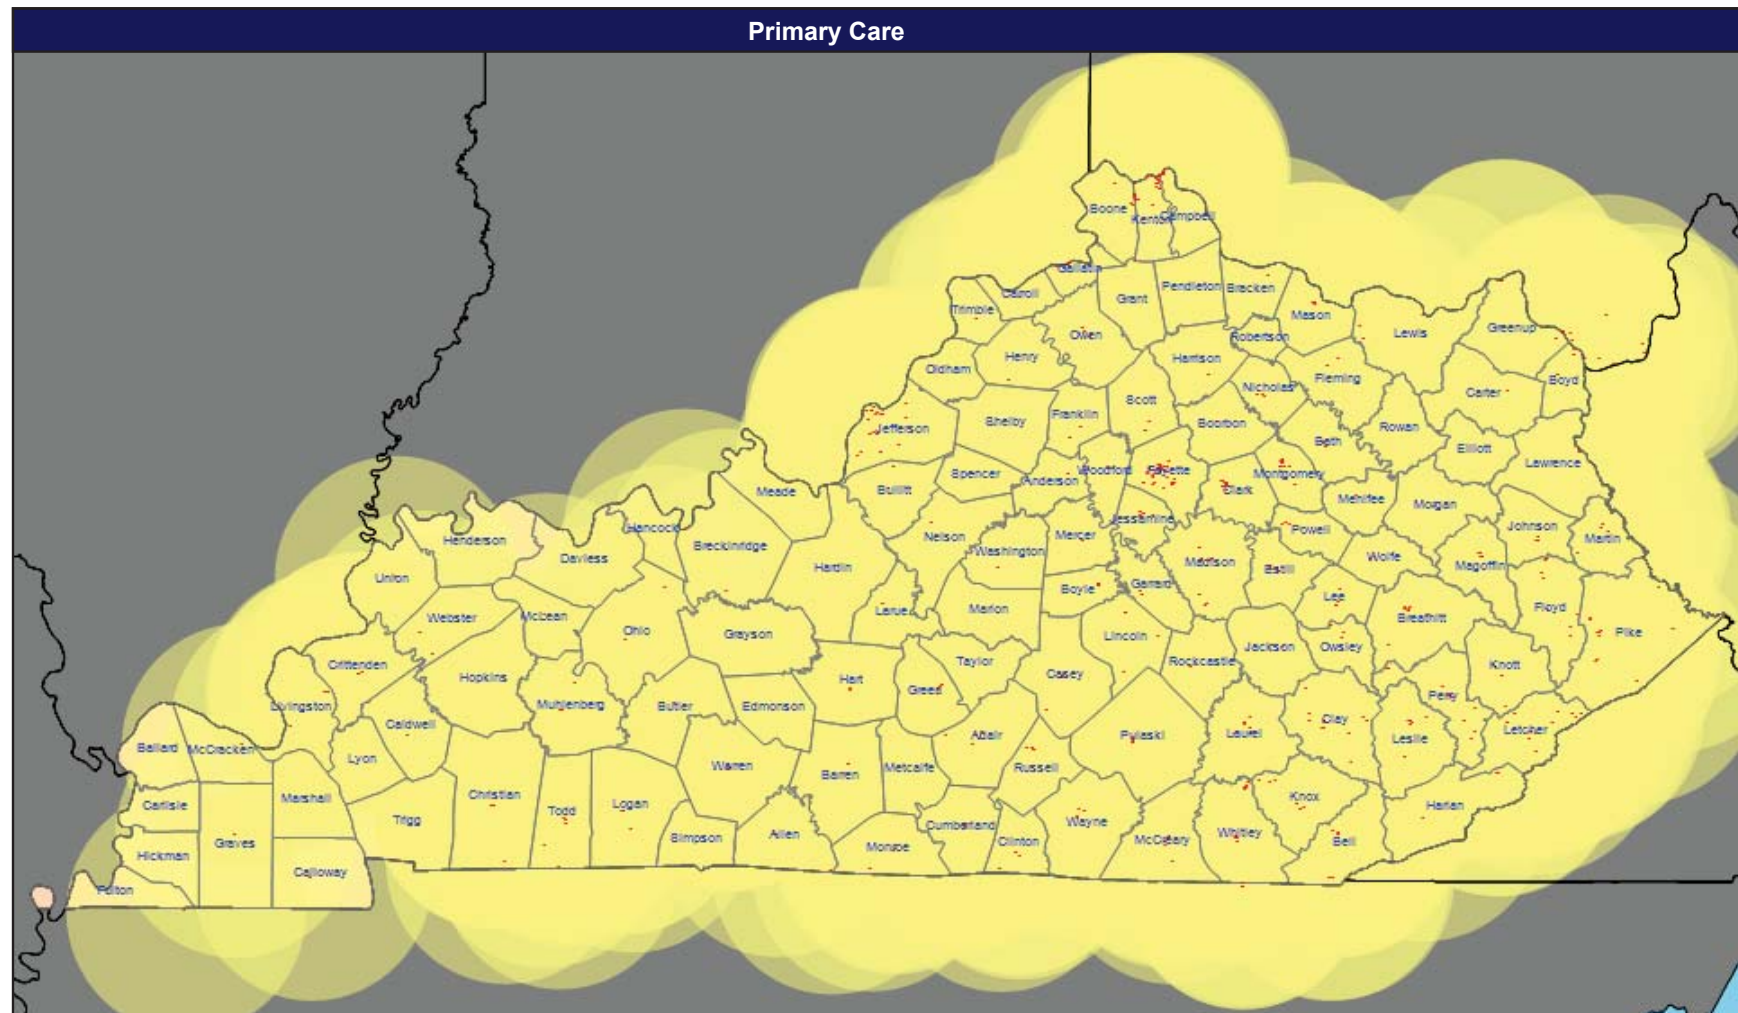 Primary Care
Boone
Kenton
Campbell
Gallatin
Carroll
Trimble
Grant
Pendleton
Bracken
Mason
Lewis
Greenup
Owen
Robertson
Henry
Harrison
Oldham
Nicholas
Fleming
Carter
Boyd
Scott
Shelby
Franklin
Jefferson
Bourbon
Rowan
Bath
Elliott
Lawrence
Spencer
Woodford
Fayette
Montgomery
Anderson
Clark
Bullitt
Meade
Menifee
Morgan
Jessamine
Hancock
Powell
Johnson
Martin
Henderson
Nelson
Mercer
Breckinridge
Washington
Daviess
Wolfe
Madison
Magoffin
Hardin
Estill
Union
Garrard
Boyle
Lee
Larue
Marion
Floyd
Webster
McLean
Breathitt
Ohio
Grayson
Lincoln
Pike
Jackson
Owsley
Taylor
Rockcastle
Crittenden
Knott
Casey
Hopkins
Hart
Green
Perry
Livingston
Muhlenberg
Butler
Edmonson
Clay
Caldwell
Letcher
Laurel
Adair
Pulaski
Leslie
Ballard
McCracken
Lyon
Warren
Metcalfe
Russell
Barren
Christian
Marshall
Knox
Carlisle
Logan
Harlan
Todd
Trigg
Wayne
Cumberland
Allen
Whitley
Simpson
McCreary
Bell
Clinton
Graves
Monroe
Hickman
Calloway
Fulton